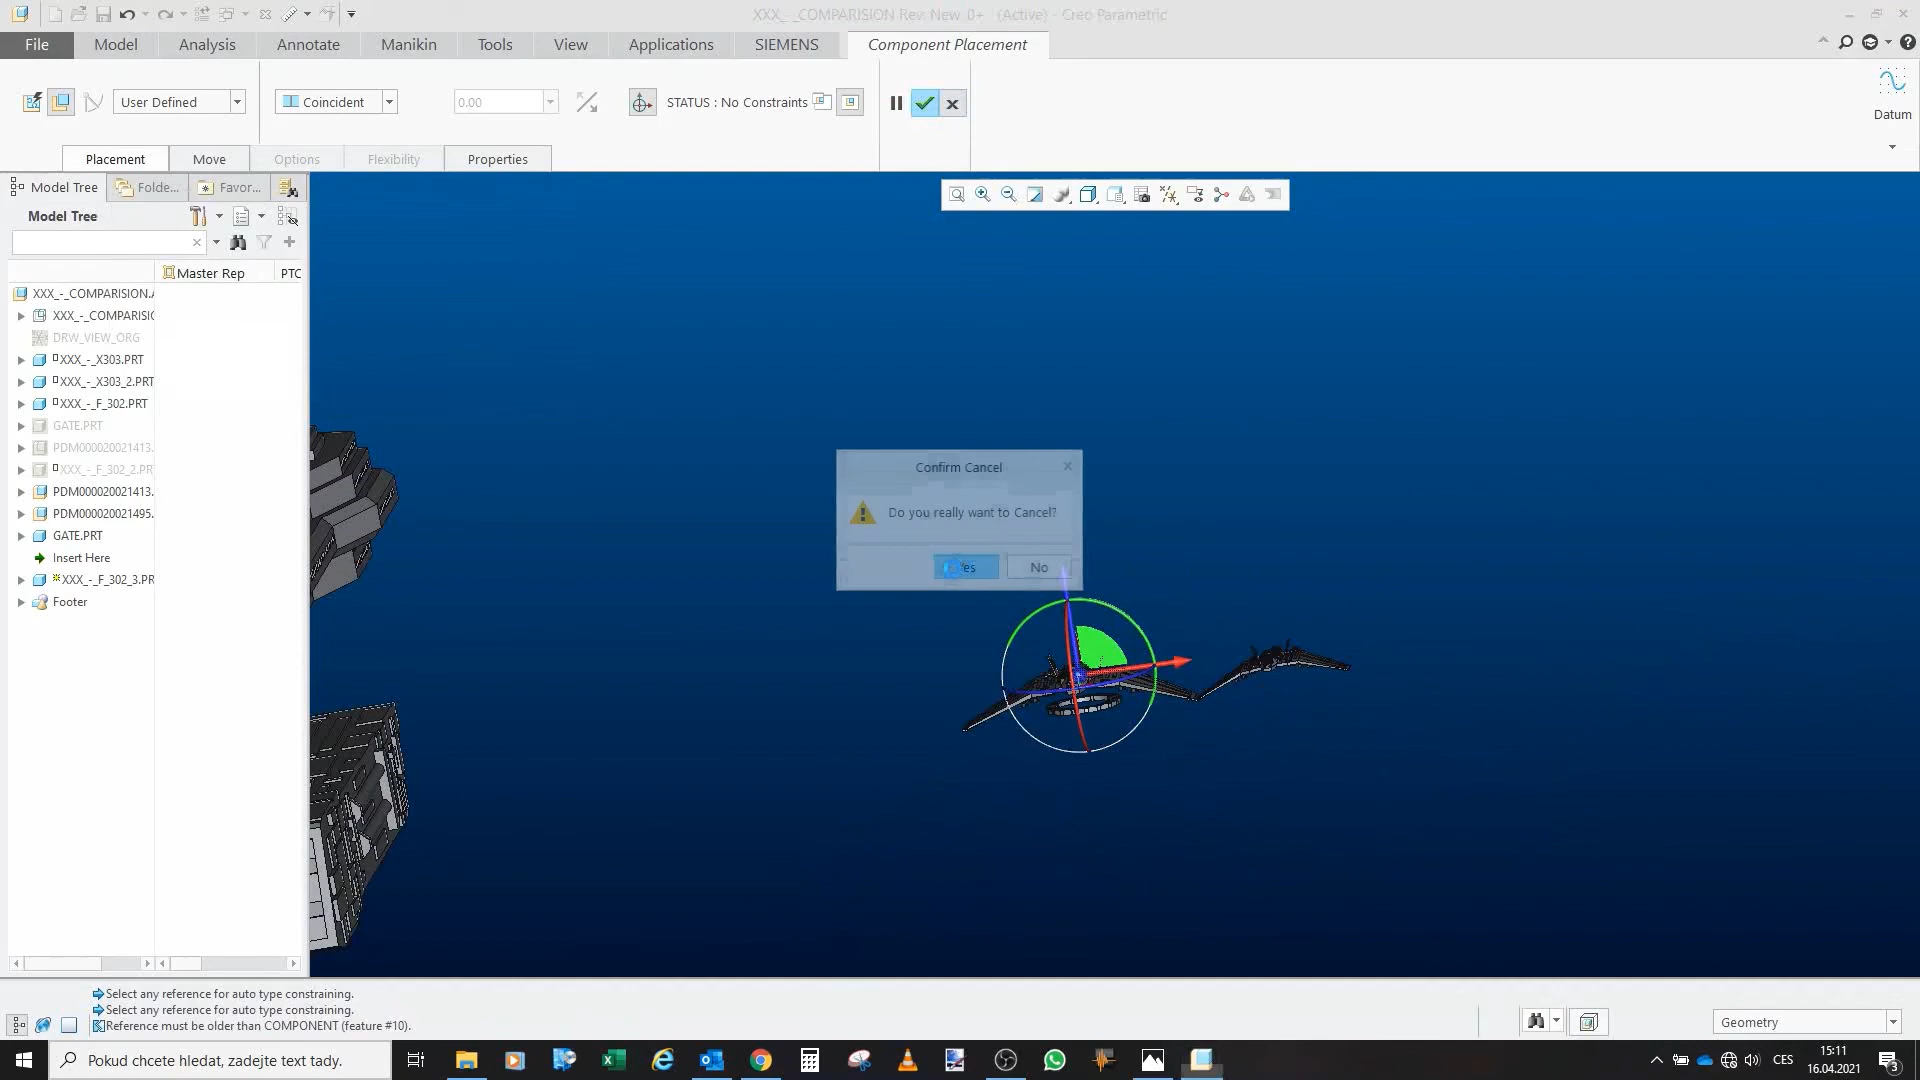 XXX_-_COMPARISION Rev: New 0+ (Active) - Creo Parametric
File Model Analysis Annotate Manikin Tools View Applications SIEMENS Component Placement
User Defined Coincident 0.00 STATUS : No Constraints
Datum
Placement Move Options Flexibility Properties
Model Tree Folde... Favor...
Model Tree
Master Rep PTC
XXX_-_COMPARISION.A
XXX_-_COMPARISIO
DRW_VIEW_ORG
XXX_-_X303.PRT
XXX_-_X303_2.PRT
XXX_-_F_302.PRT
GATE.PRT
PDM000020021413.
XXX_-_F_302_2.PR
PDM000020021413.
PDM000020021495.
GATE.PRT
Insert Here
XXX_-_F_302_3.PR
Footer
Confirm Cancel
Do you really want to Cancel?
Yes No
Select any reference for auto type constraining.
Select any reference for auto type constraining.
Reference must be older than COMPONENT (feature #10).
Geometry
Pokud chcete hledat, zadejte text tady.
CES
15:11
16.04.2021
3